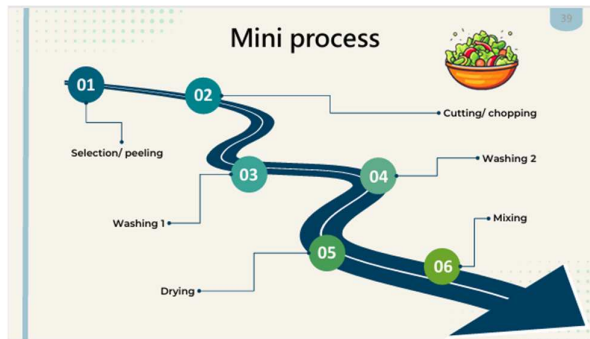 39
Mini process
01
Selection/ peeling
02
Cutting/ chopping
03
Washing 1
04
Washing 2
05
Drying
06
Mixing